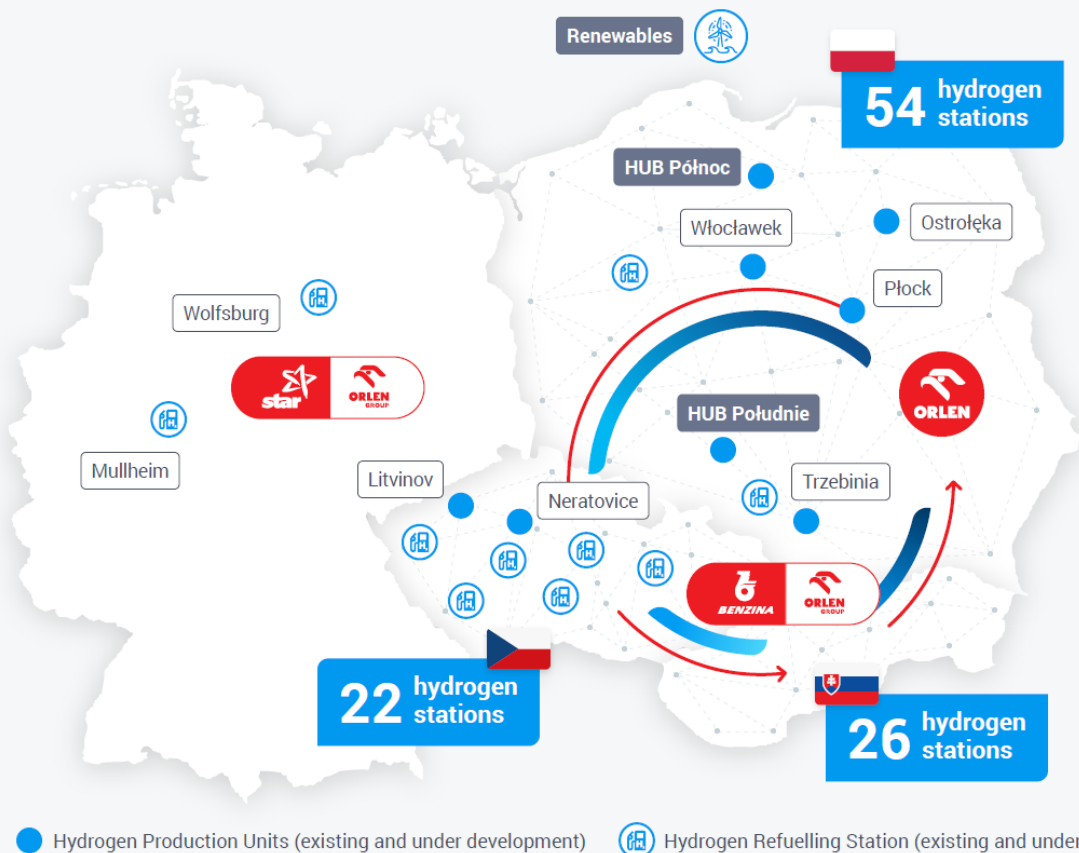 Renewables
54 hydrogen
stations
HUB Północ
Włocławek
Ostrołęka
Płock
Wolfsburg
star
ORLEN
GROUP
ORLEN
HUB Południe
Mullheim
Litvinov
Neratovice
Trzebinia
BENZINA
ORLEN
GROUP
22 hydrogen
stations
26 hydrogen
stations
Hydrogen Production Units (existing and under development)
Hydrogen Refuelling Station (existing and under